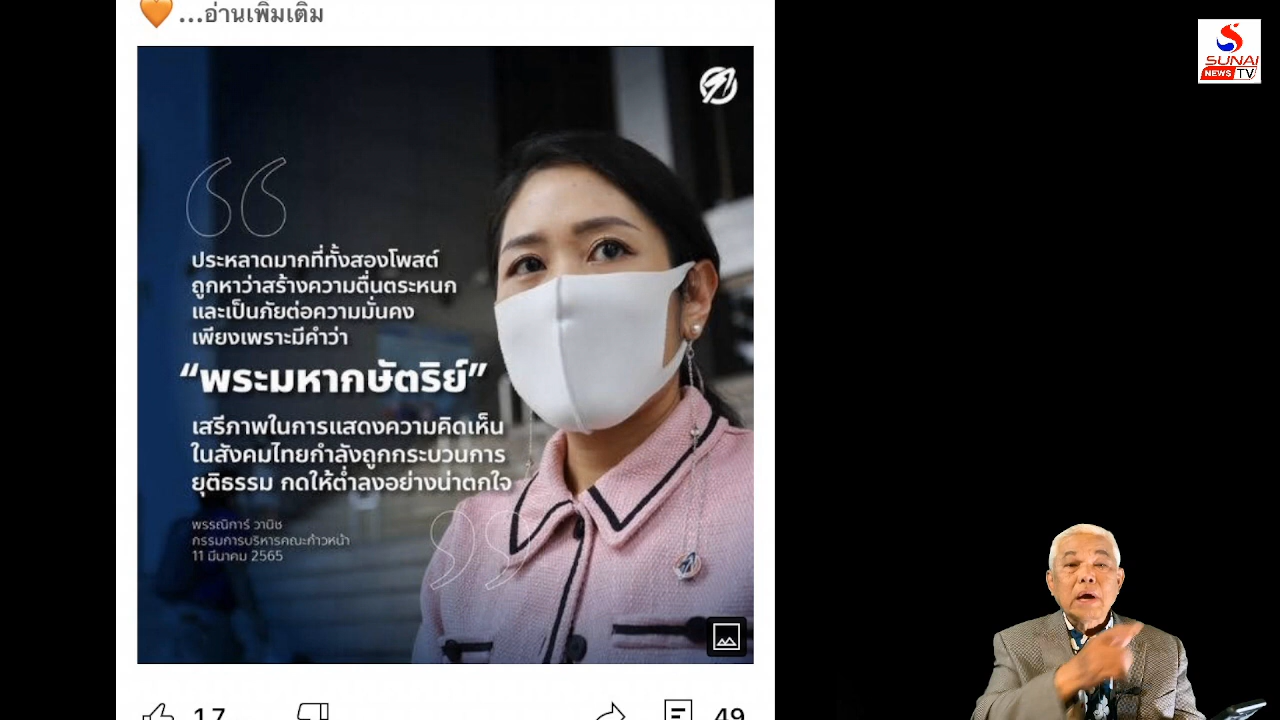 ...อ่านเพิ่มเติม
SUNAI
NEWS TV
ประหลาดมากที่ทั้งสองโพสต์
ถูกหาว่าสร้างความตื่นตระหนก
และเป็นภัยต่อความมั่นคง
เพียงเพราะมีคำว่า
“พระมหากษัตริย์”
เสรีภาพในการแสดงความคิดเห็น
ในสังคมไทยกำลังถูกกระบวนการ
ยุติธรรม กดให้ต่ำลงอย่างน่าตกใจ
พรรณิการ์ วานิช
กรรมการบริหารคณะก้าวหน้า
11 มีนาคม 2565
17
49